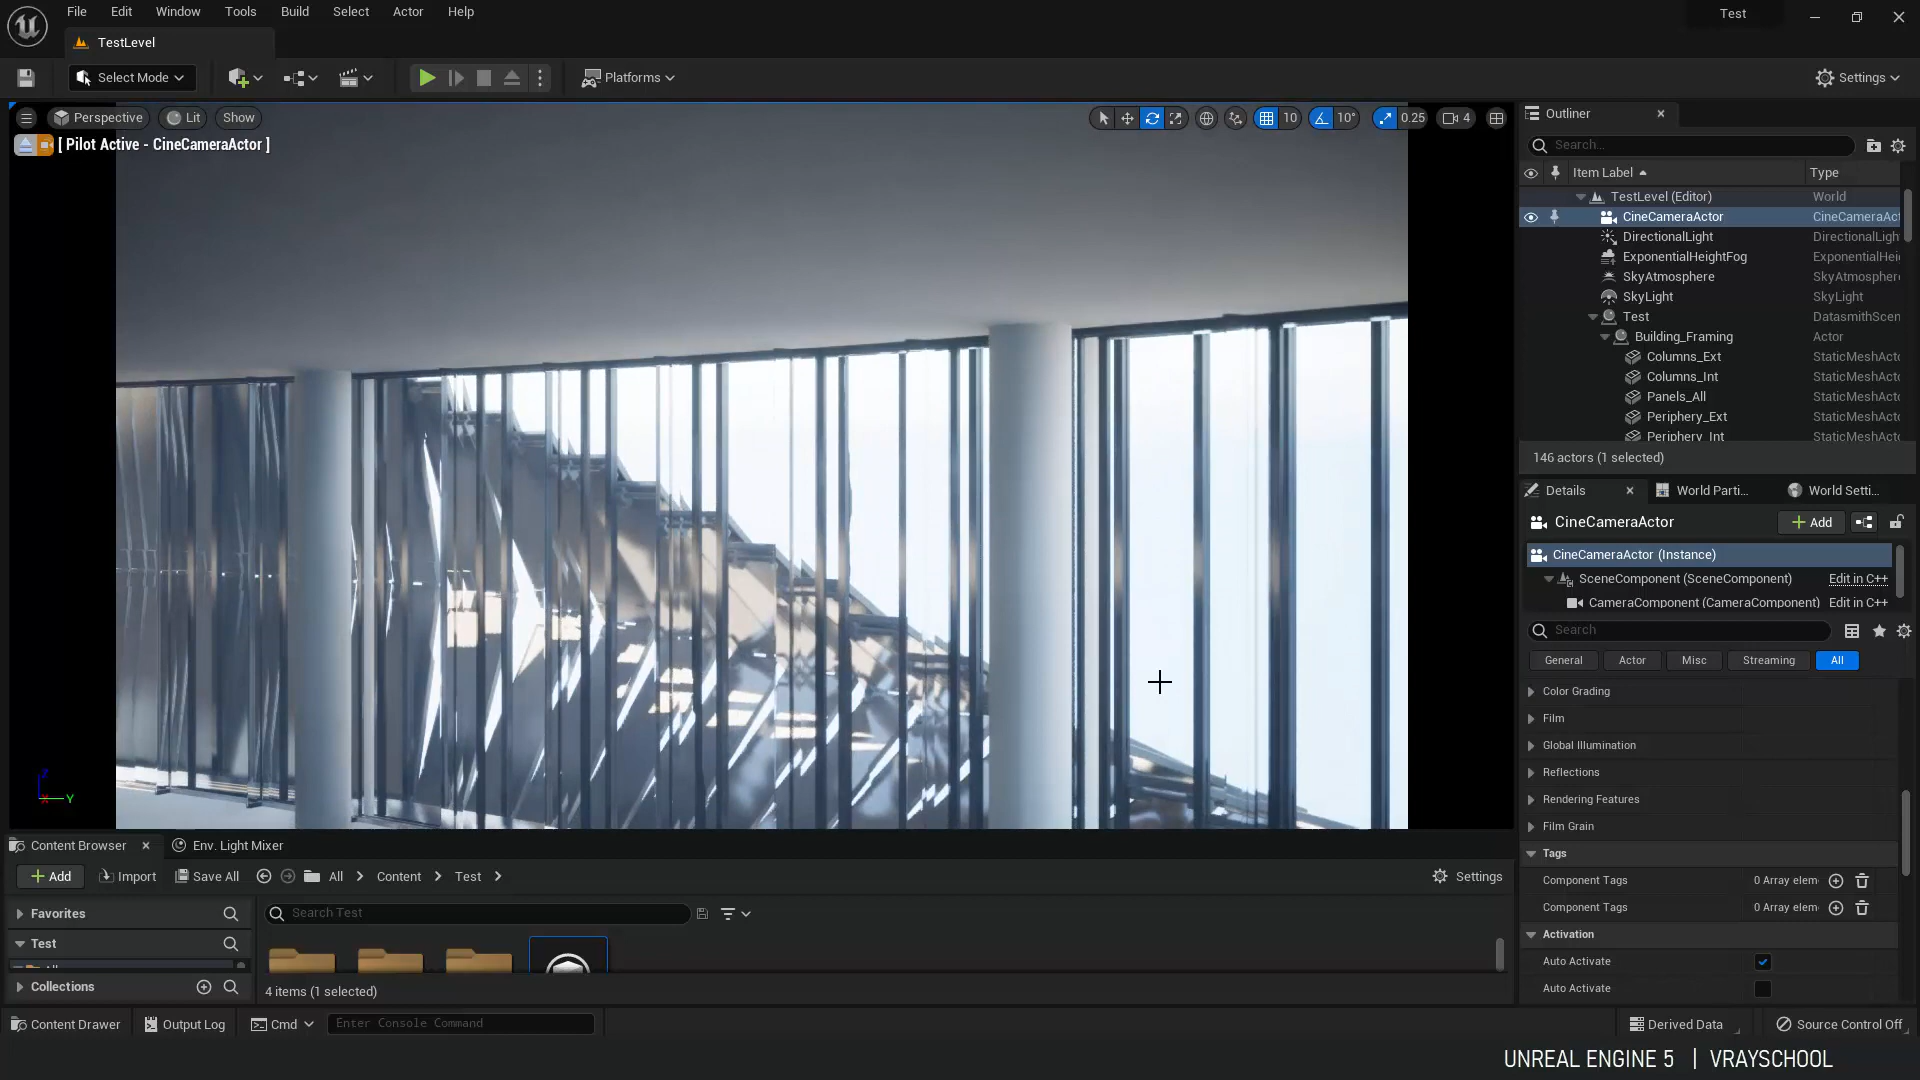 File Edit Window Tools Build Select Actor Help
Test
TestLevel
Select Mode
Platforms
Settings
Perspective Lit Show
10 10° 0.25 4
[ Pilot Active - CineCameraActor ]
Z
X Y
Outliner
Search...
Item Label Type
TestLevel (Editor) World
CineCameraActor CineCameraAct
DirectionalLight DirectionalLigh
ExponentialHeightFog ExponentialHei
SkyAtmosphere SkyAtmosphere
SkyLight SkyLight
Test DatasmithScen
Building_Framing Actor
Columns_Ext StaticMeshActo
Columns_Int StaticMeshActo
Panels_All StaticMeshActo
Periphery_Ext StaticMeshActo
Periphery_Int StaticMeshActo
146 actors (1 selected)
Details World Parti... World Setti...
CineCameraActor
Add
CineCameraActor (Instance)
SceneComponent (SceneComponent) Edit in C++
CameraComponent (CameraComponent) Edit in C++
Search
General Actor Misc Streaming All
Color Grading
Film
Global Illumination
Reflections
Rendering Features
Film Grain
Tags
Component Tags 0 Array elem
Component Tags 0 Array elem
Activation
Auto Activate
Auto Activate
Content Browser Env. Light Mixer
Add Import Save All All Content Test Settings
Favorites
Search Test
Test
Collections
4 items (1 selected)
Content Drawer Output Log Cmd Enter Console Command Derived Data Source Control Off
UNREAL ENGINE 5 | VRAYSCHOOL